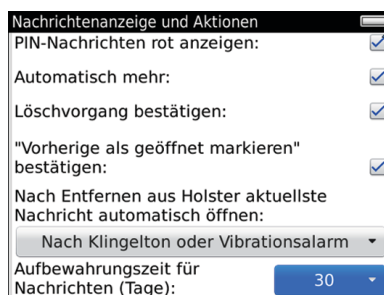 Nachrichtenanzeige und Aktionen
PIN-Nachrichten rot anzeigen:
Automatisch mehr:
Löschvorgang bestätigen:
"Vorherige als geöffnet markieren"
bestätigen:
Nach Entfernen aus Holster aktuellste
Nachricht automatisch öffnen:
Nach Klingelton oder Vibrationsalarm
Aufbewahrungszeit für
Nachrichten (Tage):
30